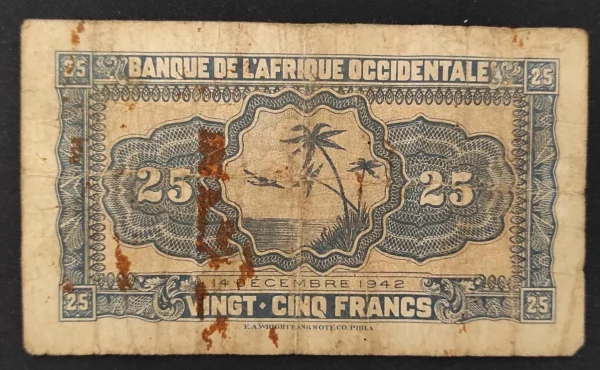 25 BANQUE DE L'AFRIQUE OCCIDENTALE 25
25 25
14 DÉCEMBRE 1942
25 VINGT-CINQ FRANCS 25
E.A. WRIGHT BANK NOTE CO. PHILA